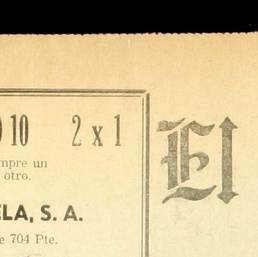 10 2 x 1
mpre un
otro.
ELA, S. A.
e 704 Pte.
El